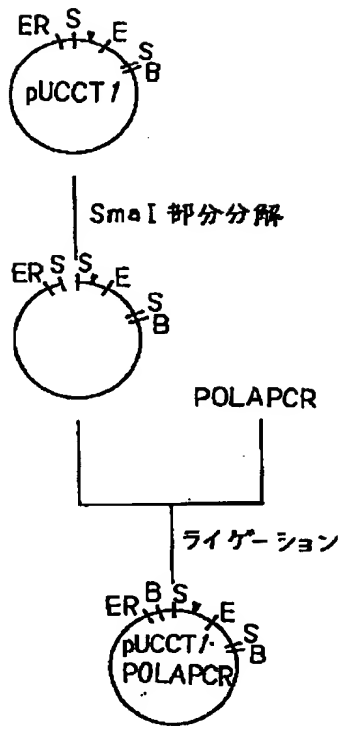 ER S E S B
pUCCT1
SmaI 部分分解
ER S S E S B
POLAPCR
ライゲーション
ER B S E S B
pUCCT1·
POLAPCR